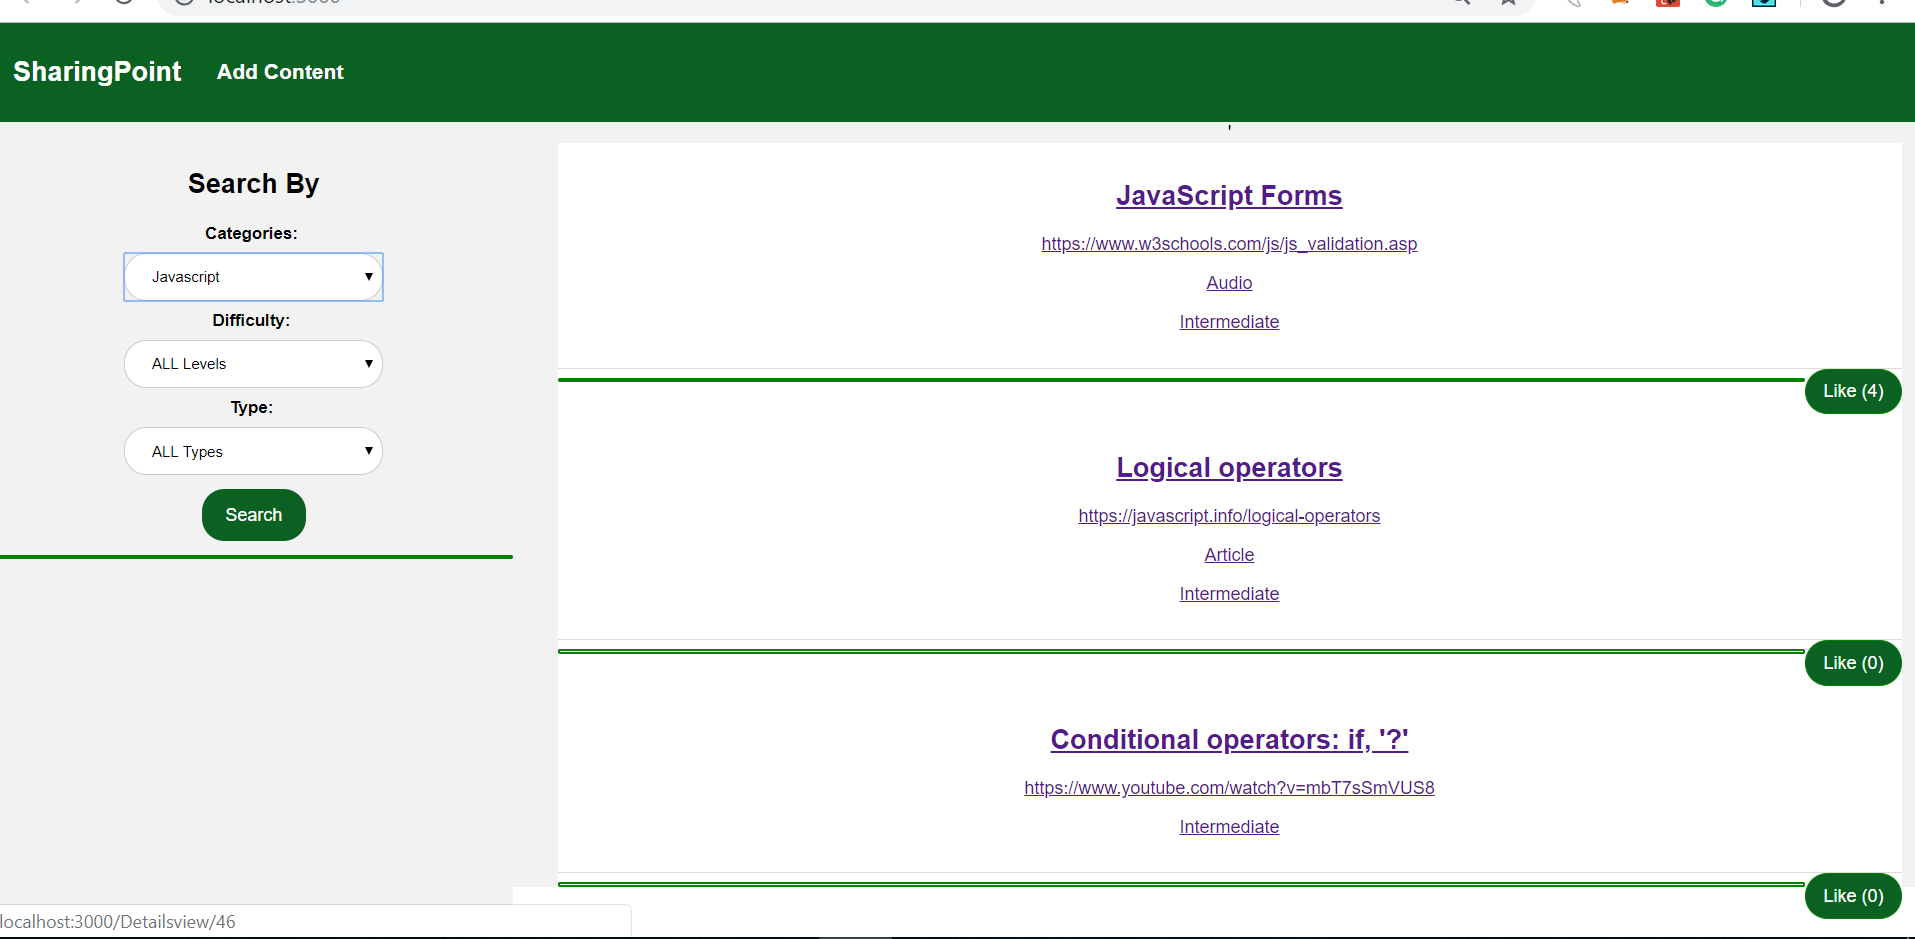 localhost:3000
SharingPoint Add Content
'
Search By
Categories:
Javascript
Difficulty:
ALL Levels
Type:
ALL Types
Search
JavaScript Forms
https://www.w3schools.com/js/js_validation.asp
Audio
Intermediate
Like (4)
Logical operators
https://javascript.info/logical-operators
Article
Intermediate
Like (0)
Conditional operators: if, '?'
https://www.youtube.com/watch?v=mbT7sSmVUS8
Intermediate
Like (0)
localhost:3000/Detailsview/46